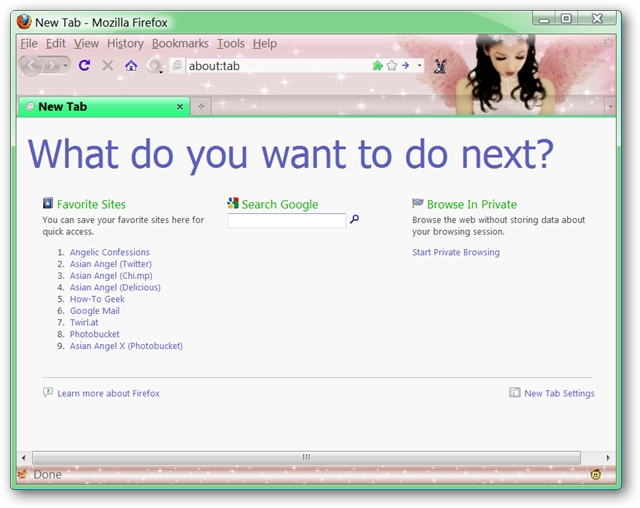 New Tab - Mozilla Firefox
File Edit View History Bookmarks Tools Help
about:tab
New Tab
What do you want to do next?
Favorite Sites
You can save your favorite sites here for
quick access.
1. Angelic Confessions
2. Asian Angel (Twitter)
3. Asian Angel (Chi.mp)
4. Asian Angel (Delicious)
5. How-To Geek
6. Google Mail
7. Twirl.at
8. Photobucket
9. Asian Angel X (Photobucket)
Search Google
Browse In Private
Browse the web without storing data about
your browsing session.
Start Private Browsing
Learn more about Firefox
New Tab Settings
Done